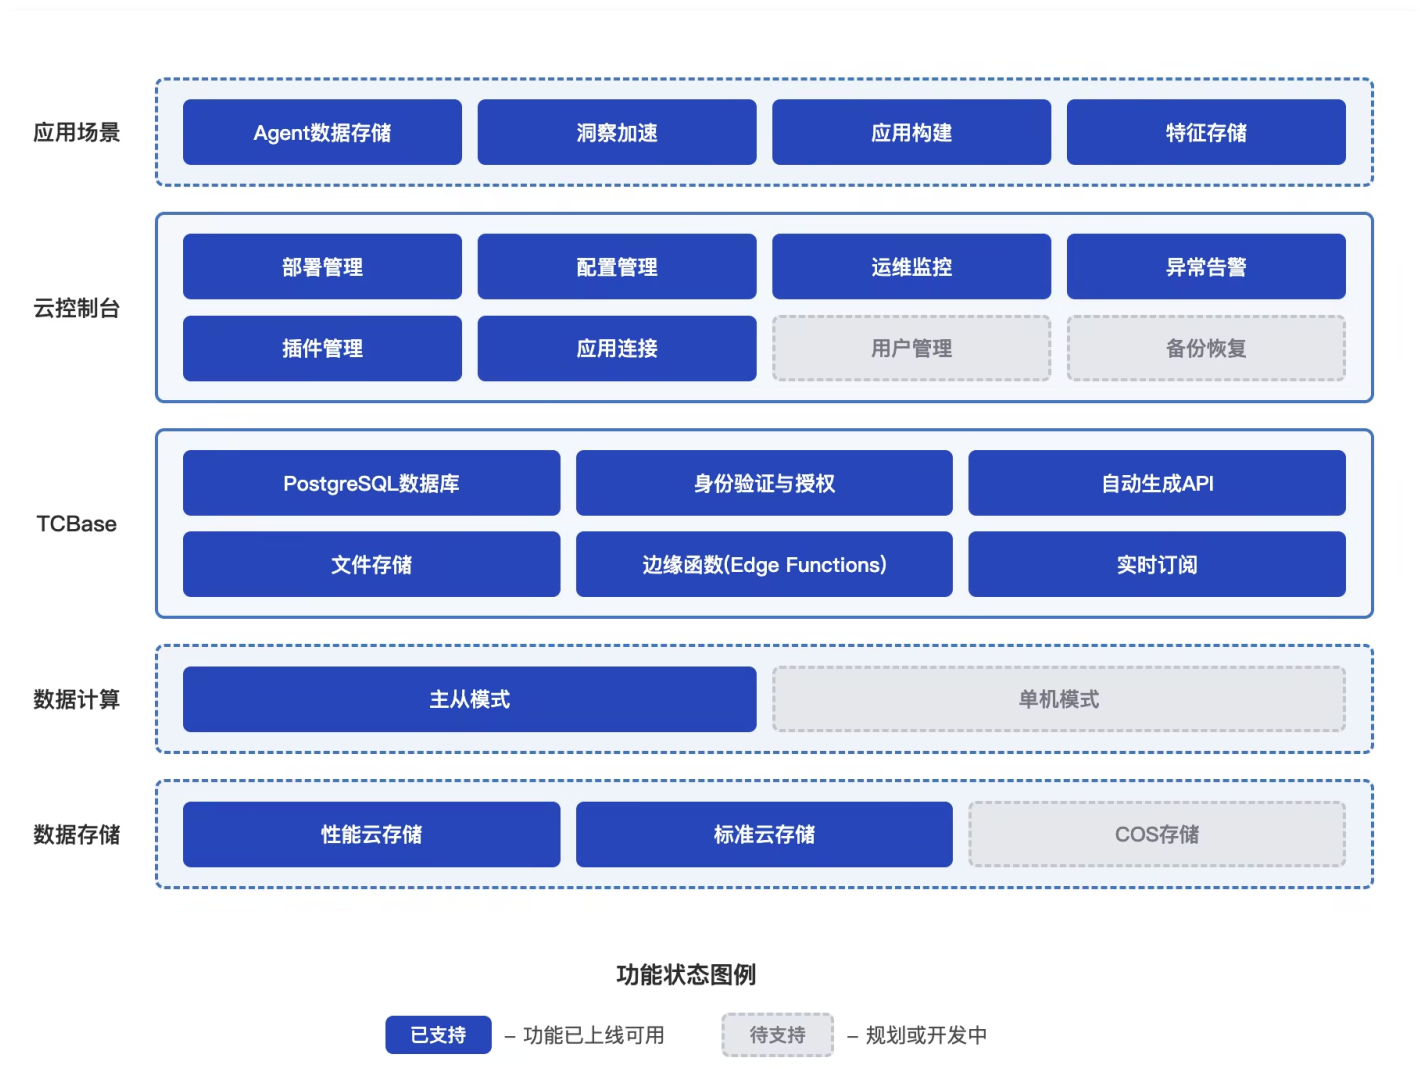 应用场景
Agent数据存储
洞察加速
应用构建
特征存储
云控制台
部署管理
配置管理
运维监控
异常告警
插件管理
应用连接
用户管理
备份恢复
TCBase
PostgreSQL数据库
身份验证与授权
自动生成API
文件存储
边缘函数(Edge Functions)
实时订阅
数据计算
主从模式
单机模式
数据存储
性能云存储
标准云存储
COS存储
功能状态图例
已支持 – 功能已上线可用
待支持 – 规划或开发中